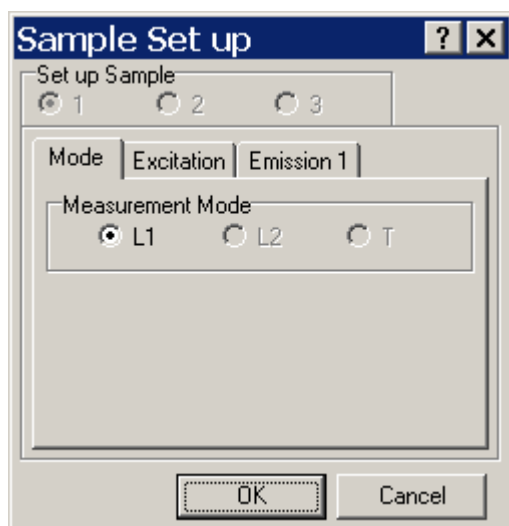 Sample Set up ? X
Set up Sample
1 2 3
Mode Excitation Emission 1
Measurement Mode
L1 L2 T
OK Cancel